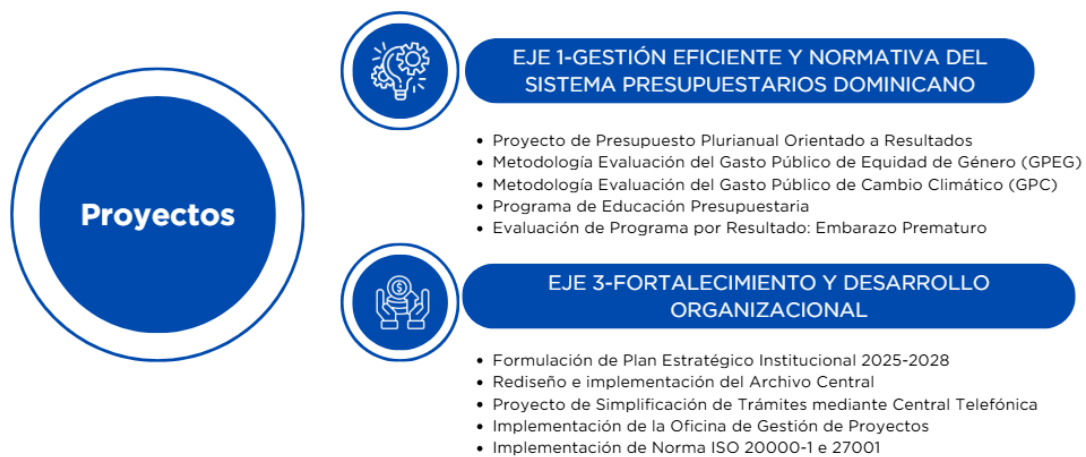 Proyectos
EJE 1-GESTIÓN EFICIENTE Y NORMATIVA DEL
SISTEMA PRESUPUESTARIOS DOMINICANO
• Proyecto de Presupuesto Plurianual Orientado a Resultados
• Metodología Evaluación del Gasto Público de Equidad de Género (GPEG)
• Metodología Evaluación del Gasto Público de Cambio Climático (GPC)
• Programa de Educación Presupuestaria
• Evaluación de Programa por Resultado: Embarazo Prematuro
EJE 3-FORTALECIMIENTO Y DESARROLLO
ORGANIZACIONAL
• Formulación de Plan Estratégico Institucional 2025-2028
• Rediseño e implementación del Archivo Central
• Proyecto de Simplificación de Trámites mediante Central Telefónica
• Implementación de la Oficina de Gestión de Proyectos
• Implementación de Norma ISO 20000-1 e 27001